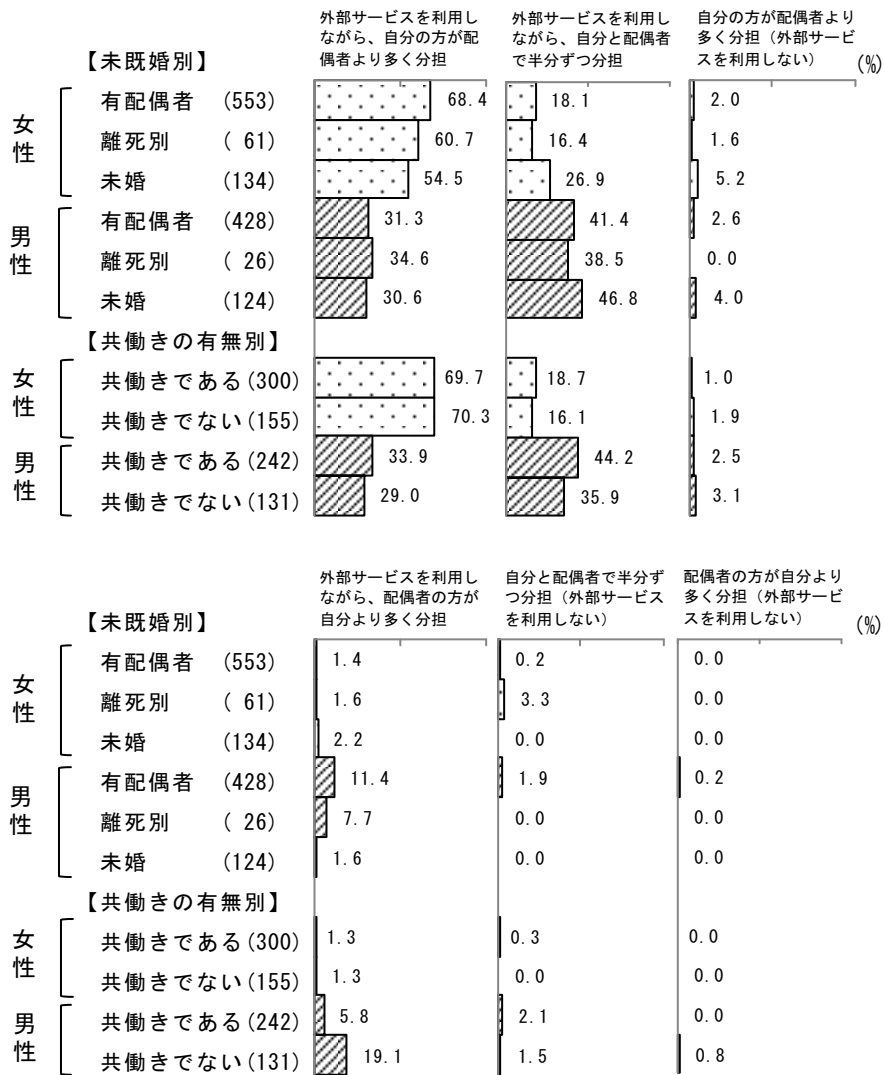 外部サービスを利用し
ながら、自分の方が配
偶者より多く分担
外部サービスを利用し
ながら、自分と配偶者
で半分ずつ分担
自分の方が配偶者より
多く分担（外部サービ
スを利用しない）
(%)
【未既婚別】
女性
有配偶者 (553) 68.4 18.1 2.0
離死別 ( 61) 60.7 16.4 1.6
未婚 (134) 54.5 26.9 5.2
男性
有配偶者 (428) 31.3 41.4 2.6
離死別 ( 26) 34.6 38.5 0.0
未婚 (124) 30.6 46.8 4.0
【共働きの有無別】
女性
共働きである(300) 69.7 18.7 1.0
共働きでない(155) 70.3 16.1 1.9
男性
共働きである(242) 33.9 44.2 2.5
共働きでない(131) 29.0 35.9 3.1
外部サービスを利用し
ながら、配偶者の方が
自分より多く分担
自分と配偶者で半分ず
つ分担（外部サービス
を利用しない）
配偶者の方が自分より
多く分担（外部サービ
スを利用しない）
(%)
【未既婚別】
女性
有配偶者 (553) 1.4 0.2 0.0
離死別 ( 61) 1.6 3.3 0.0
未婚 (134) 2.2 0.0 0.0
男性
有配偶者 (428) 11.4 1.9 0.2
離死別 ( 26) 7.7 0.0 0.0
未婚 (124) 1.6 0.0 0.0
【共働きの有無別】
女性
共働きである(300) 1.3 0.3 0.0
共働きでない(155) 1.3 0.0 0.0
男性
共働きである(242) 5.8 2.1 0.0
共働きでない(131) 19.1 1.5 0.8